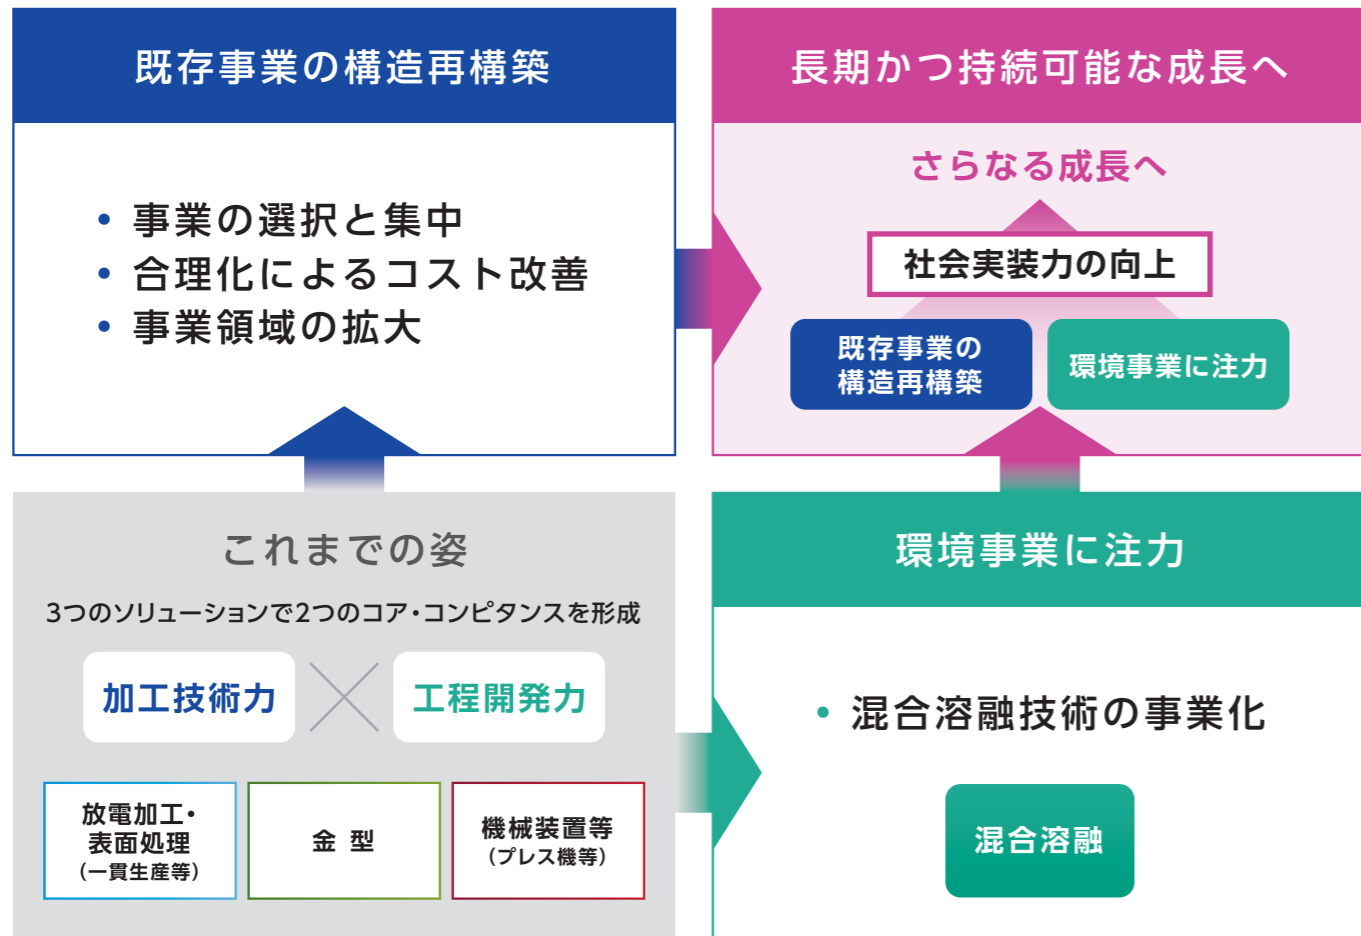 既存事業の構造再構築
• 事業の選択と集中
• 合理化によるコスト改善
• 事業領域の拡大
長期かつ持続可能な成長へ
さらなる成長へ
社会実装力の向上
既存事業の
構造再構築
環境事業に注力
これまでの姿
3つのソリューションで2つのコア・コンピタンスを形成
加工技術力
工程開発力
放電加工・
表面処理
(一貫生産等)
金型
機械装置等
(プレス機等)
環境事業に注力
• 混合溶融技術の事業化
混合溶融